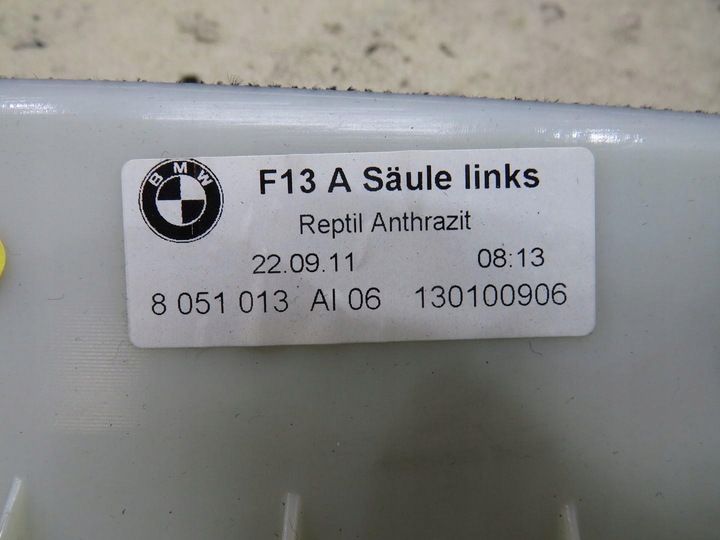 BMW
F13 A Säule links
Reptil Anthrazit
22.09.11 08:13
8 051 013 AI 06 130100906